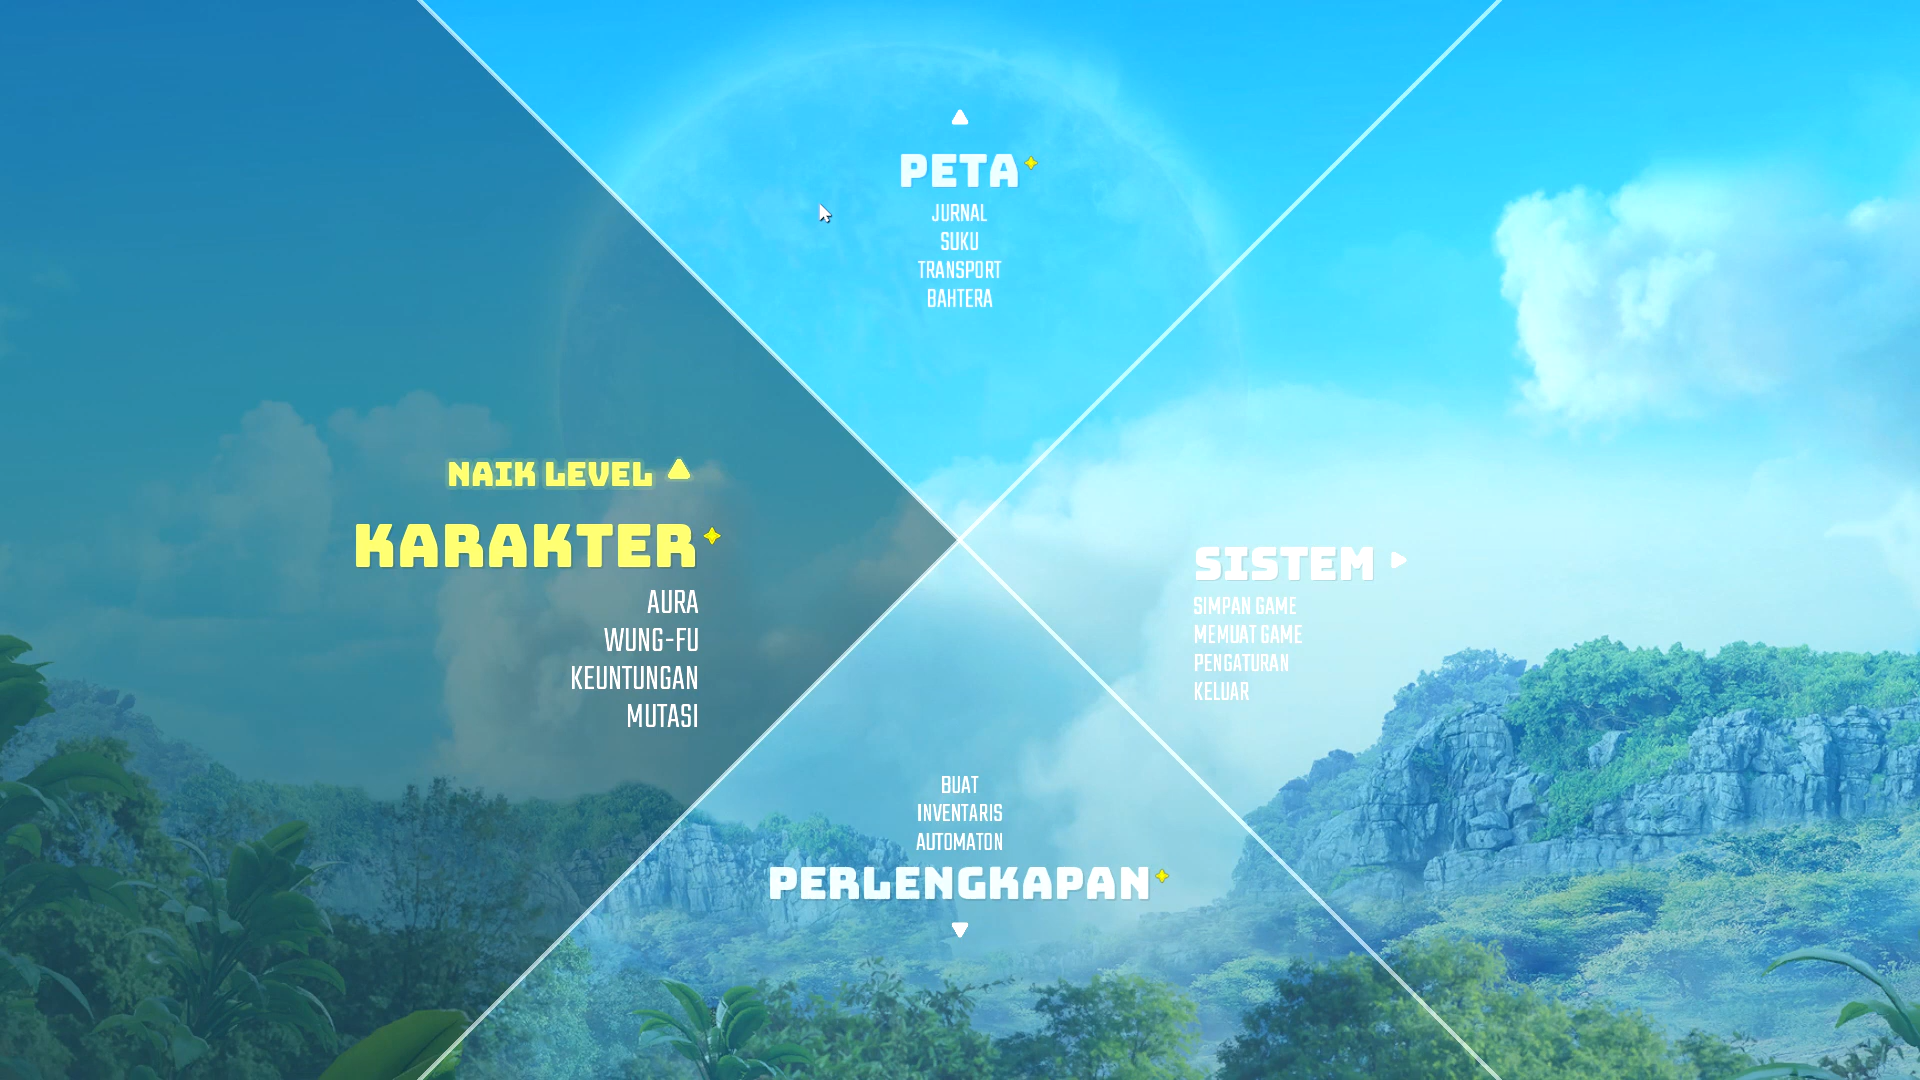 PETA
JURNAL
SUKU
TRANSPORT
BAHTERA
NAIK LEVEL
KARAKTER
AURA
WUNG-FU
KEUNTUNGAN
MUTASI
SISTEM
SIMPAN GAME
MEMUAT GAME
PENGATURAN
KELUAR
BUAT
INVENTARIS
AUTOMATON
PERLENGKAPAN